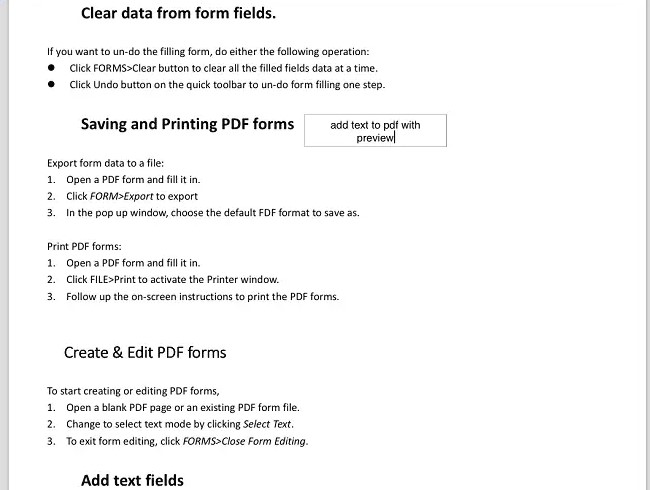 Clear data from form fields.
If you want to un-do the filling form, do either the following operation:
● Click FORMS>Clear button to clear all the filled fields data at a time.
● Click Undo button on the quick toolbar to un-do form filling one step.
Saving and Printing PDF forms
add text to pdf with
preview
Export form data to a file:
1. Open a PDF form and fill it in.
2. Click FORM>Export to export
3. In the pop up window, choose the default FDF format to save as.
Print PDF forms:
1. Open a PDF form and fill it in.
2. Click FILE>Print to activate the Printer window.
3. Follow up the on-screen instructions to print the PDF forms.
Create & Edit PDF forms
To start creating or editing PDF forms,
1. Open a blank PDF page or an existing PDF form file.
2. Change to select text mode by clicking Select Text.
3. To exit form editing, click FORMS>Close Form Editing.
Add text fields